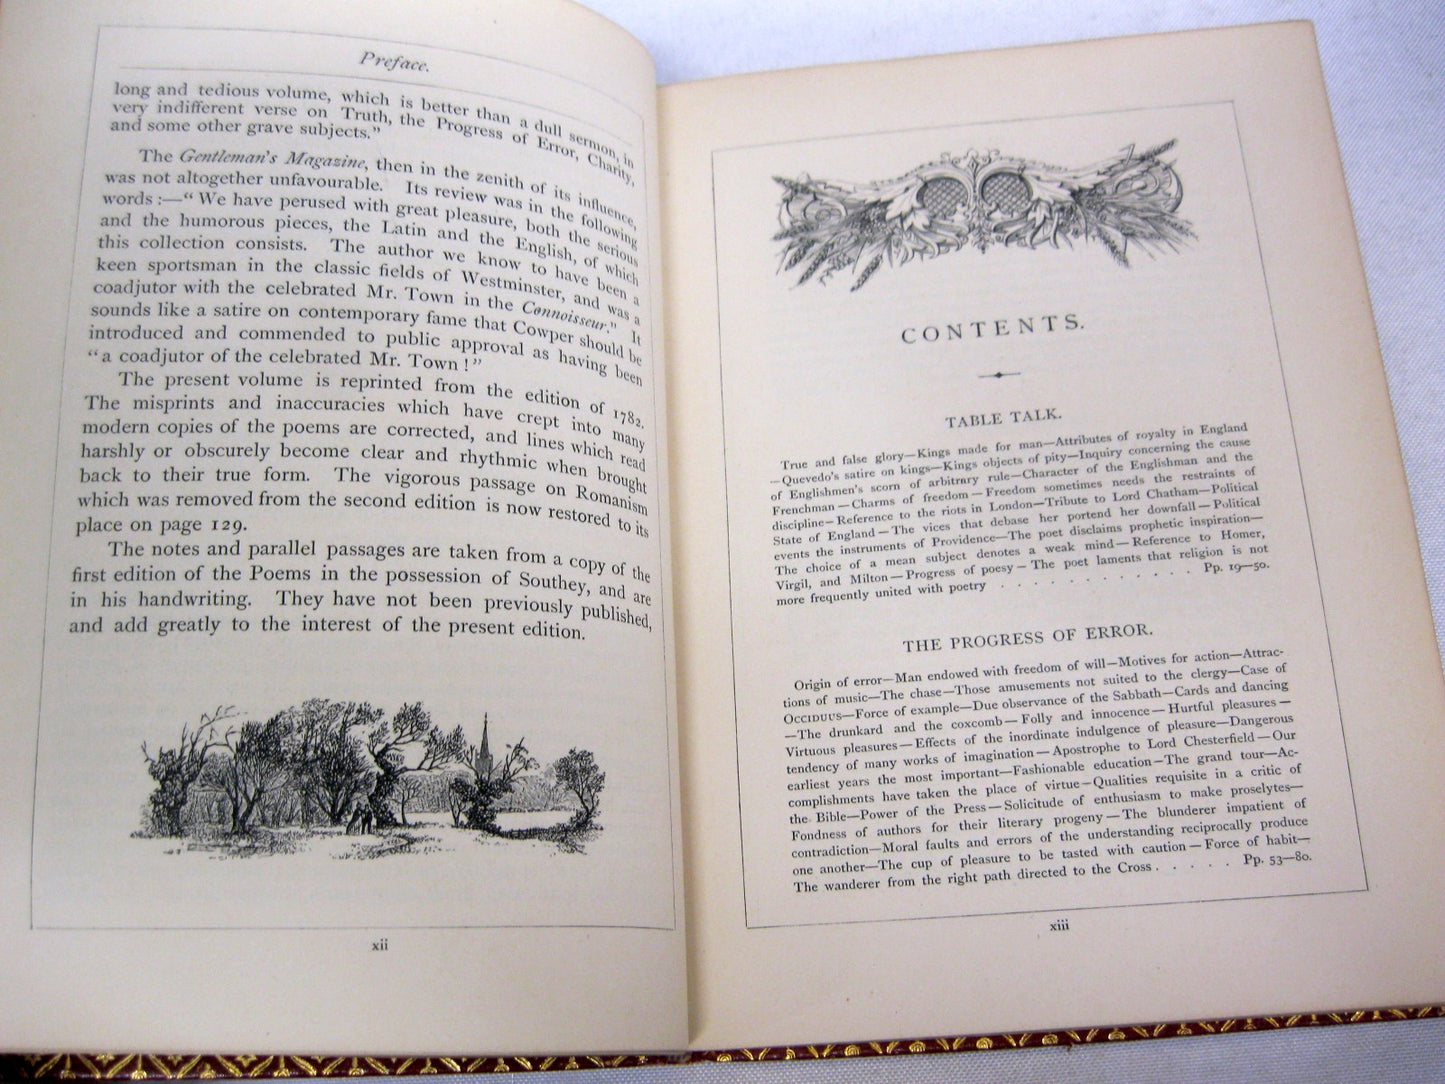 Preface.
long and tedious volume, which is better than a dull sermon, in
very indifferent verse on Truth, the Progress of Error, Charity,
and some other grave subjects."
The Gentleman's Magazine, then in the zenith of its influence,
was not altogether unfavourable. Its review was in the following
words :—"We have perused with great pleasure, both the serious
and the humorous pieces, the Latin and the English, of which
this collection consists. The author we know to have been a
keen sportsman in the classic fields of Westminster, and was a
coadjutor with the celebrated Mr. Town in the Connoisseur." It
sounds like a satire on contemporary fame that Cowper should be
introduced and commended to public approval as having been
"a coadjutor of the celebrated Mr. Town!"
The present volume is reprinted from the edition of 1782.
The misprints and inaccuracies which have crept into many
modern copies of the poems are corrected, and lines which read
harshly or obscurely become clear and rhythmic when brought
back to their true form. The vigorous passage on Romanism
which was removed from the second edition is now restored to its
place on page 129.
The notes and parallel passages are taken from a copy of the
first edition of the Poems in the possession of Southey, and are
in his handwriting. They have not been previously published,
and add greatly to the interest of the present edition.
xii
CONTENTS.
TABLE TALK.
True and false glory—Kings made for man—Attributes of royalty in England
—Quevedo's satire on kings—Kings objects of pity—Inquiry concerning the cause
of Englishmen's scorn of arbitrary rule—Character of the Englishman and the
Frenchman—Charms of freedom—Freedom sometimes needs the restraints of
discipline—Reference to the riots in London—Tribute to Lord Chatham—Political
State of England—The vices that debase her portend her downfall—Political
events the instruments of Providence—The poet disclaims prophetic inspiration—
The choice of a mean subject denotes a weak mind—Reference to Homer,
Virgil, and Milton—Progress of poesy—The poet laments that religion is not
more frequently united with poetry . . . . . . . . . . . . Pp. 19—50.
THE PROGRESS OF ERROR.
Origin of error—Man endowed with freedom of will—Motives for action—Attrac-
tions of music—The chase—Those amusements not suited to the clergy—Case of
OCCIDUUS—Force of example—Due observance of the Sabbath—Cards and dancing
—The drunkard and the coxcomb—Folly and innocence—Hurtful pleasures—
Virtuous pleasures—Effects of the inordinate indulgence of pleasure—Dangerous
tendency of many works of imagination—Apostrophe to Lord Chesterfield—Our
earliest years the most important—Fashionable education—The grand tour—Ac-
complishments have taken the place of virtue—Qualities requisite in a critic of
the Bible—Power of the Press—Solicitude of enthusiasm to make proselytes—
Fondness of authors for their literary progeny—The blunderer impatient of
contradiction—Moral faults and errors of the understanding reciprocally produce
one another—The cup of pleasure to be tasted with caution—Force of habit—
The wanderer from the right path directed to the Cross . . . . . Pp. 53—80.
xiii